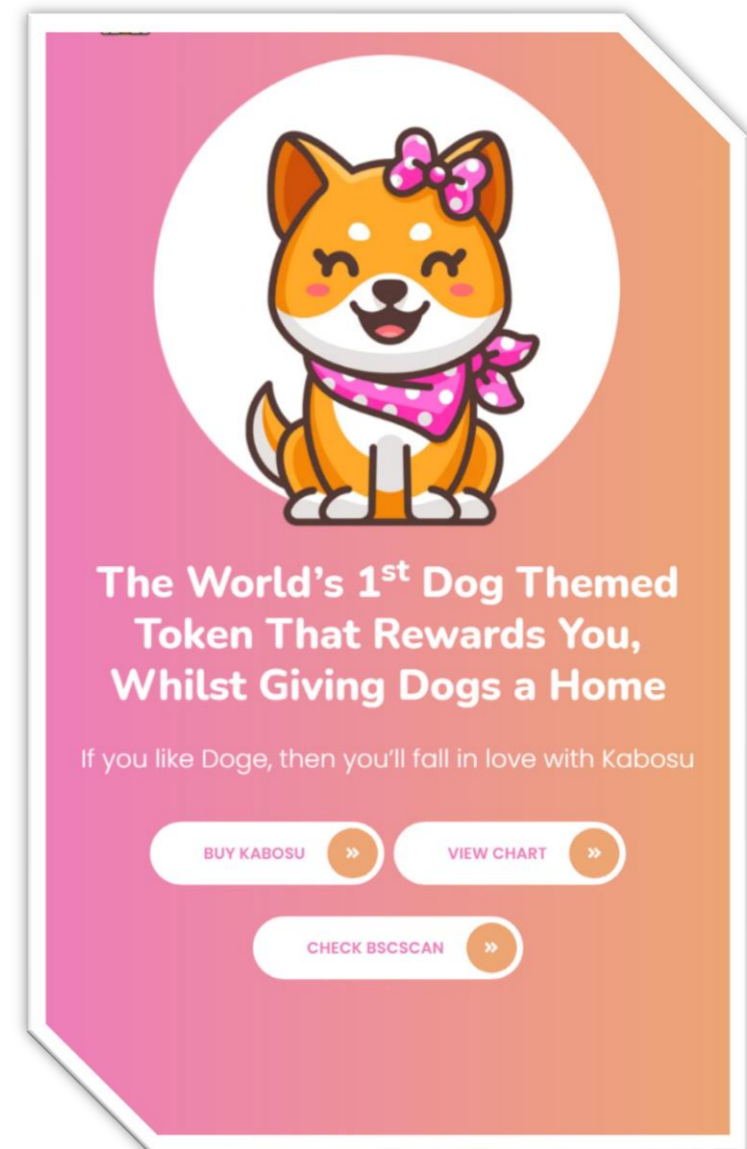 The World’s 1st Dog Themed
Token That Rewards You,
Whilst Giving Dogs a Home
If you like Doge, then you’ll fall in love with Kabosu
BUY KABOSU »
VIEW CHART »
CHECK BSCSCAN »